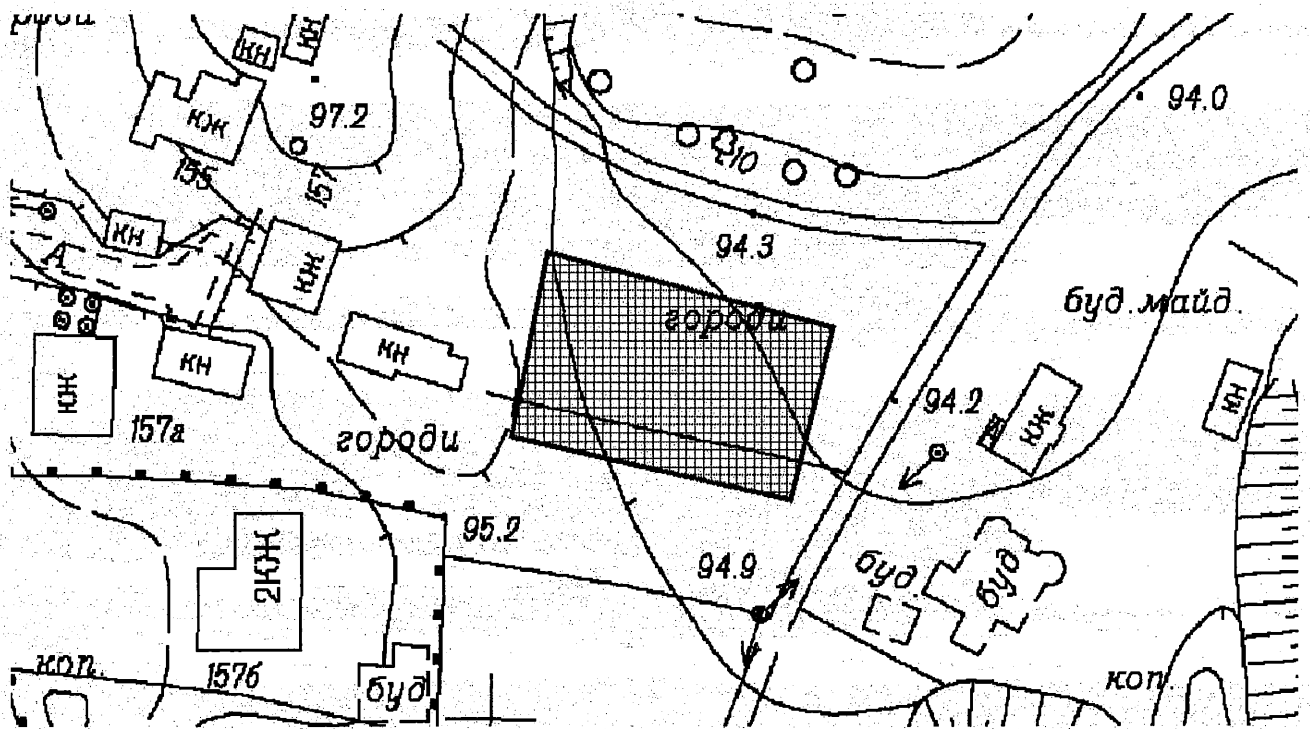 КН
КН
КЖ
97.2
155
157
94.0
10
КН
КЖ
94.3
городи
буд.майд.
КЖ
КН
КН
157а
городи
94.2
КЖ
КН
95.2
94.9
2КЖ
буд.
буд
коп.
157б
буд
коп.